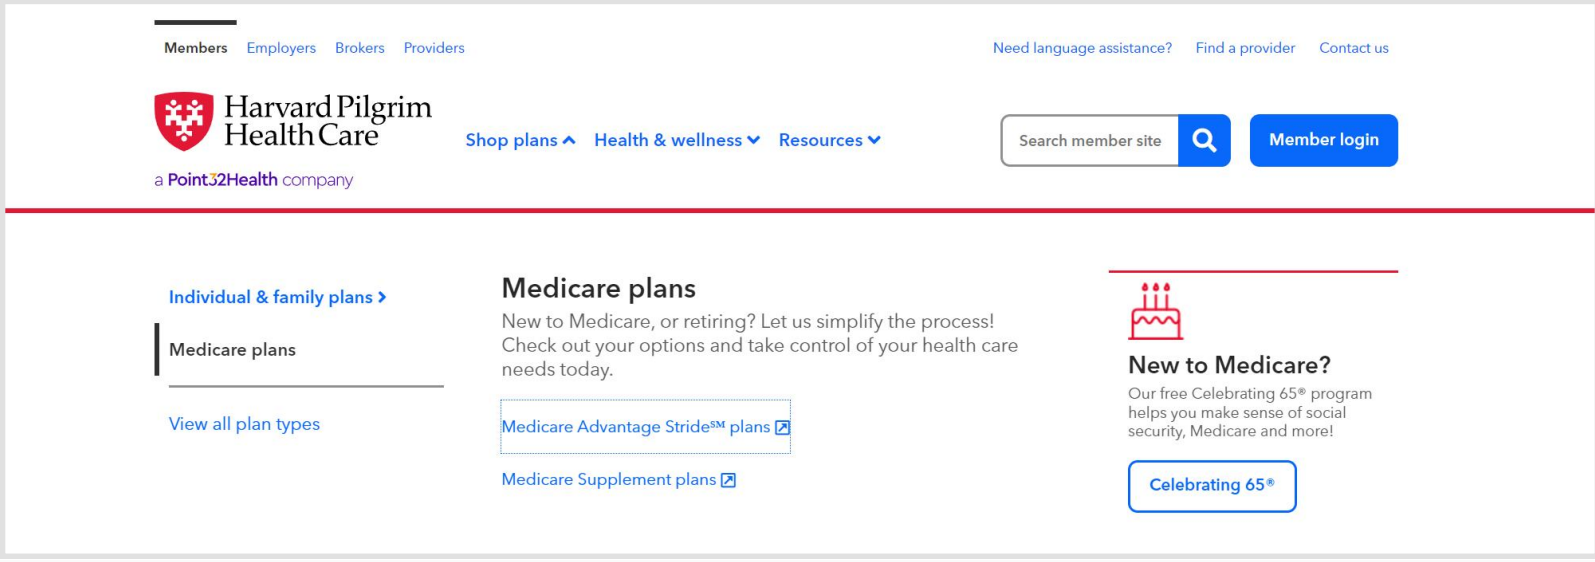 Members Employers Brokers Providers
Need language assistance? Find a provider Contact us
Harvard Pilgrim
Health Care
a Point32Health company
Shop plans Health & wellness Resources
Search member site
Member login
Individual & family plans
Medicare plans
View all plan types
Medicare plans
New to Medicare, or retiring? Let us simplify the process!
Check out your options and take control of your health care
needs today.
Medicare Advantage Stride℠ plans
Medicare Supplement plans
New to Medicare?
Our free Celebrating 65® program
helps you make sense of social
security, Medicare and more!
Celebrating 65®